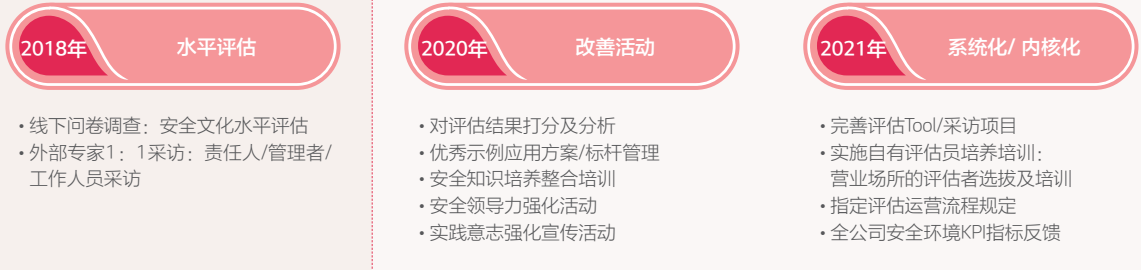 2018年 水平评估
• 线下问卷调查：安全文化水平评估
• 外部专家1：1采访：责任人/管理者/
工作人员采访
2020年 改善活动
• 对评估结果打分及分析
• 优秀示例应用方案/标杆管理
• 安全知识培养整合培训
• 安全领导力强化活动
• 实践意志强化宣传活动
2021年 系统化/ 内核化
• 完善评估Tool/采访项目
• 实施自有评估员培养培训：
营业场所的评估者选拔及培训
• 指定评估运营流程规定
• 全公司安全环境KPI指标反馈